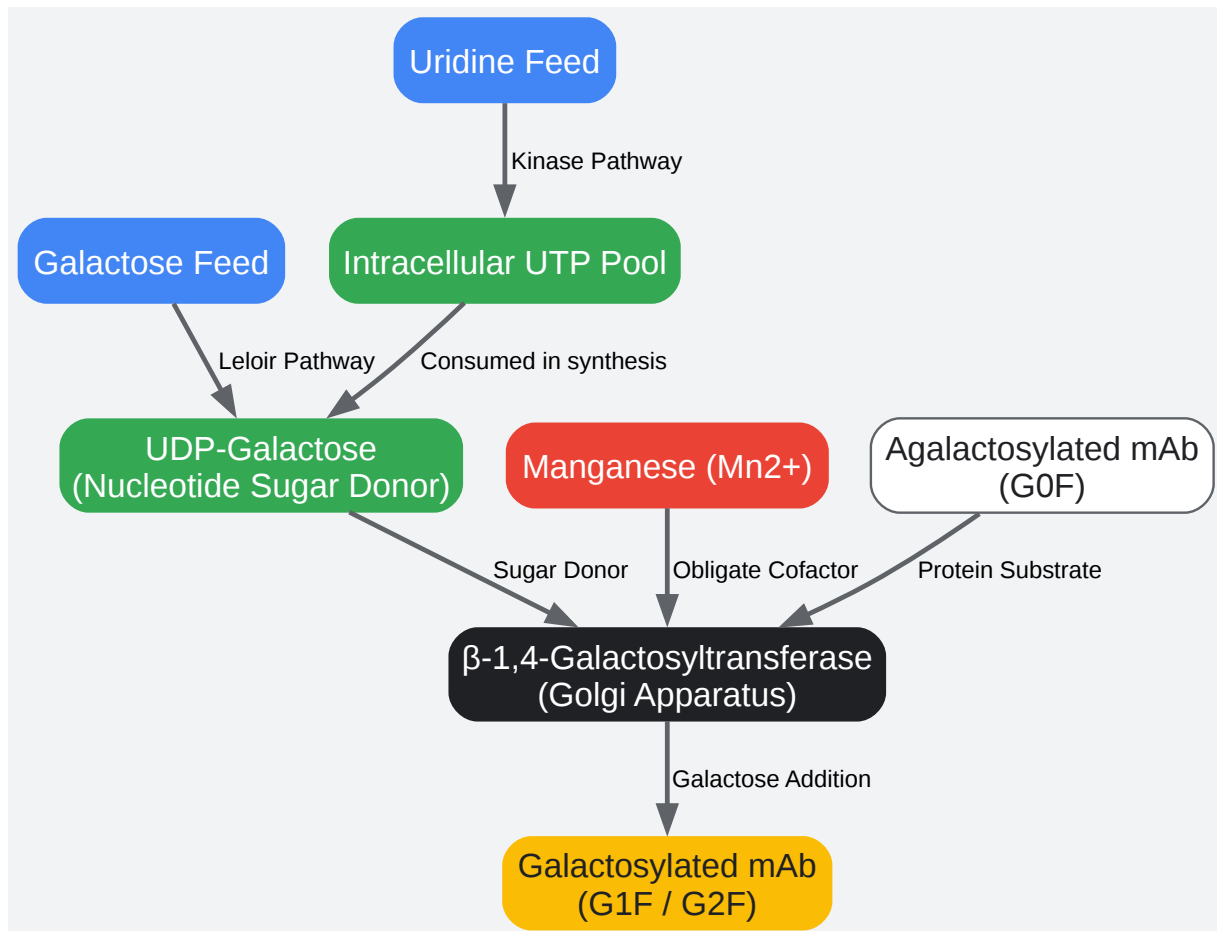 Uridine Feed
Kinase Pathway
Galactose Feed
Intracellular UTP Pool
Leloir Pathway
Consumed in synthesis
UDP-Galactose
(Nucleotide Sugar Donor)
Manganese (Mn2+)
Agalactosylated mAb
(G0F)
Sugar Donor
Obligate Cofactor
Protein Substrate
β-1,4-Galactosyltransferase
(Golgi Apparatus)
Galactose Addition
Galactosylated mAb
(G1F / G2F)